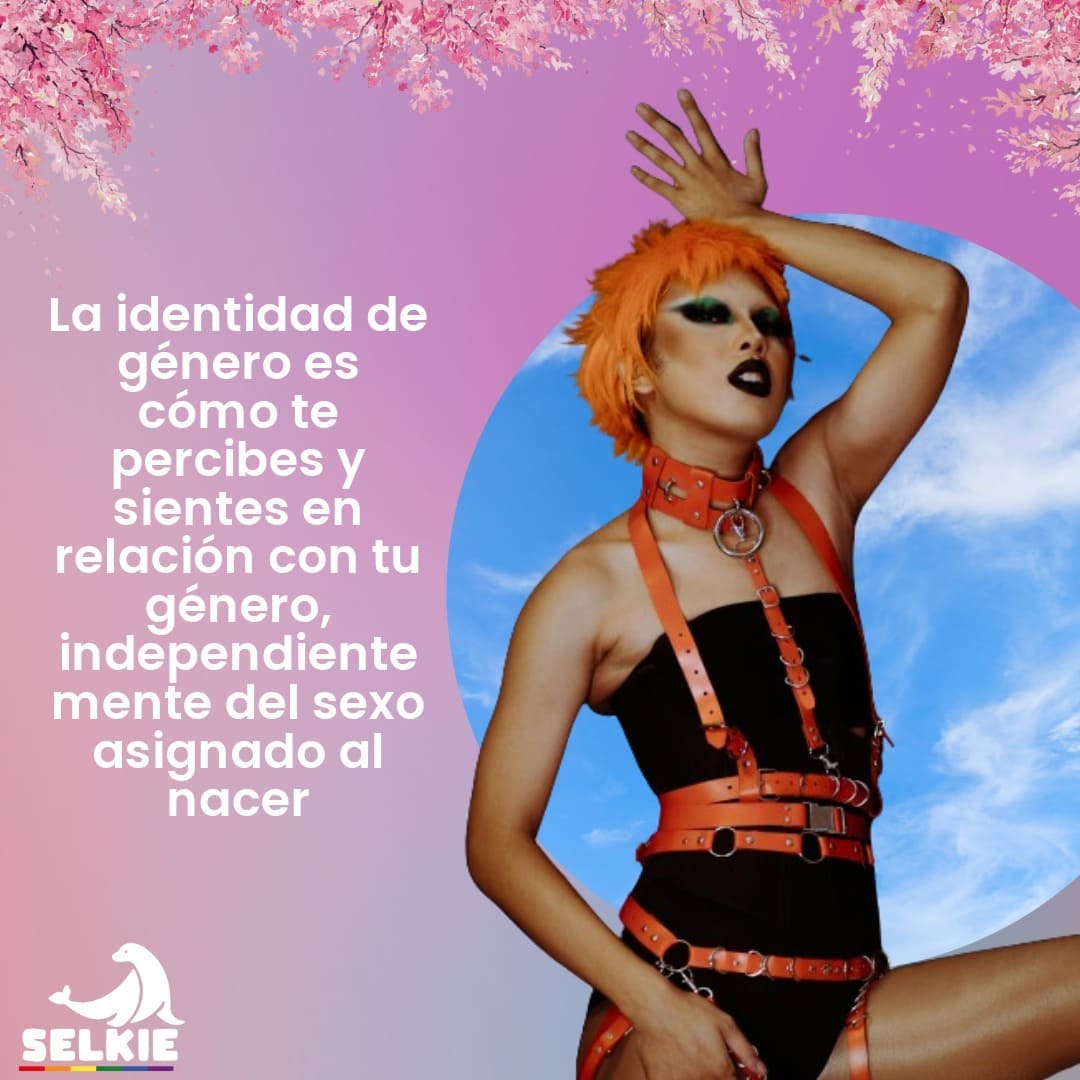 La identidad de
género es
cómo te
percibes y
sientes en
relación con tu
género,
independiente
mente del sexo
asignado al
nacer
SELKIE